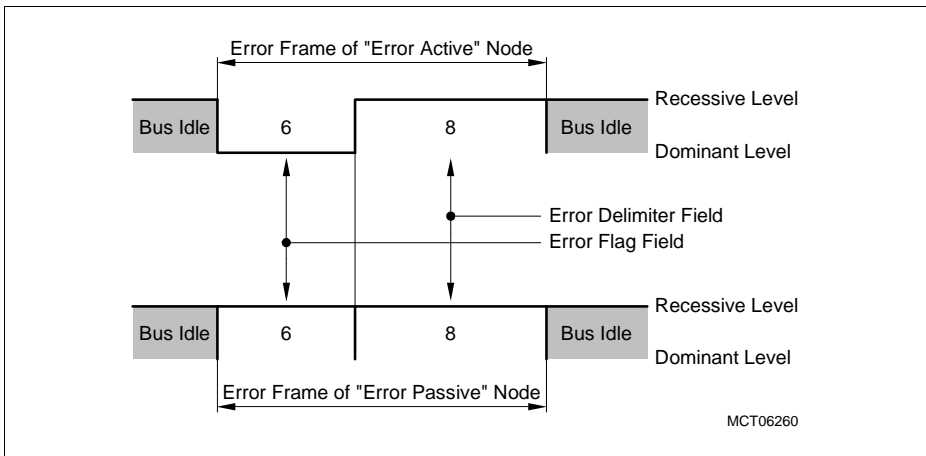 Error Frame of "Error Active" Node
Recessive Level
Bus Idle 6 8 Bus Idle
Dominant Level
Error Delimiter Field
Error Flag Field
Recessive Level
Bus Idle 6 8 Bus Idle
Dominant Level
Error Frame of "Error Passive" Node
MCT06260